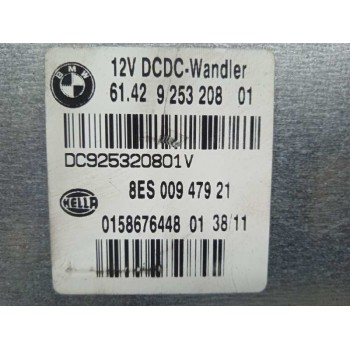 BMW
12V DCDC-Wandler
61.42 9 253 208 01
DC925320801V
8ES 009 479 21
HELLA
0158676448 01 38 11